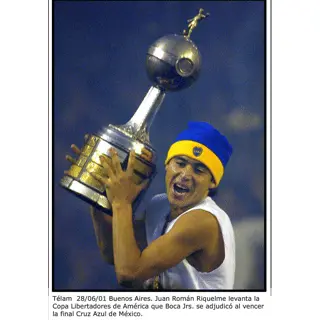 Télam  28/06/01 Buenos Aires. Juan Román Riquelme levanta la
Copa Libertadores de América que Boca Jrs. se adjudicó al vencer
la final Cruz Azul de México.